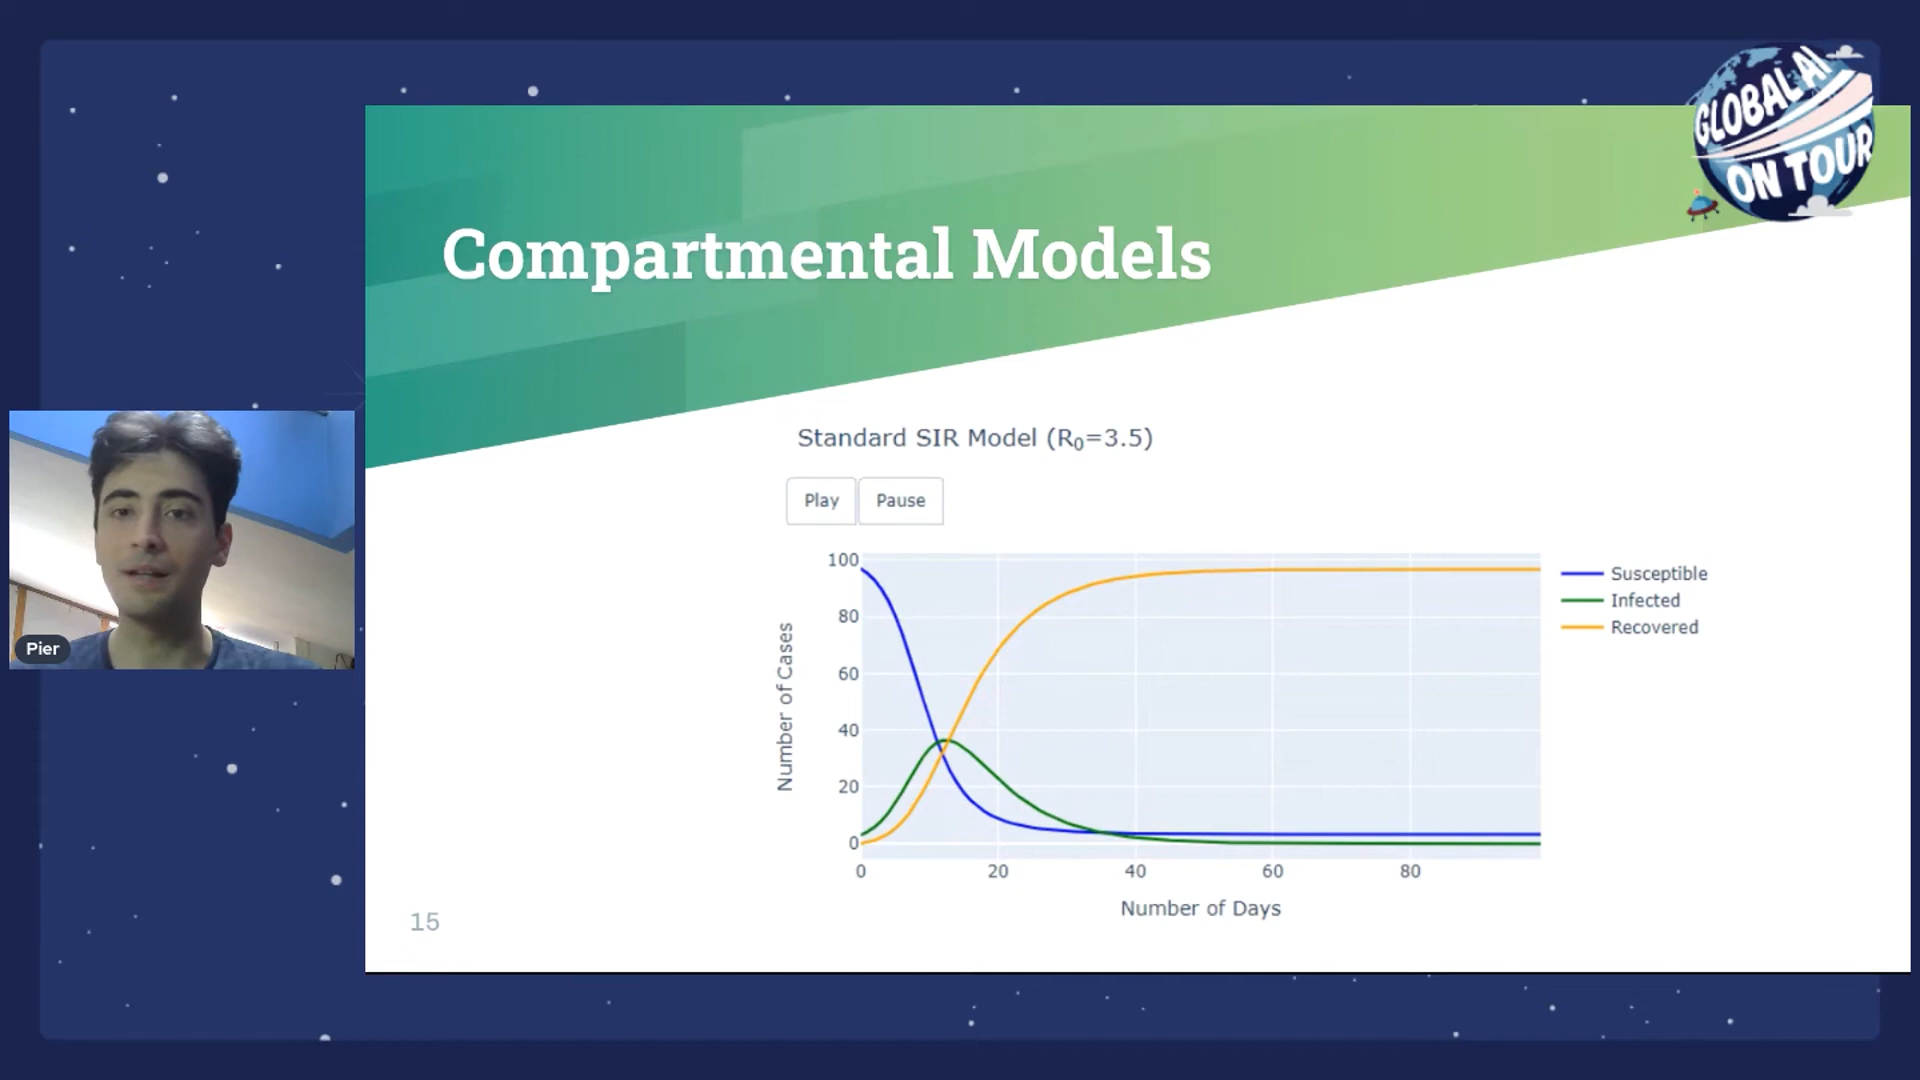 GLOBAL AI
ON TOUR
Compartmental Models
Standard SIR Model (R₀=3.5)
Play
Pause
100
80
60
40
20
0
Number of Cases
0
20
40
60
80
Number of Days
Susceptible
Infected
Recovered
Pier
15